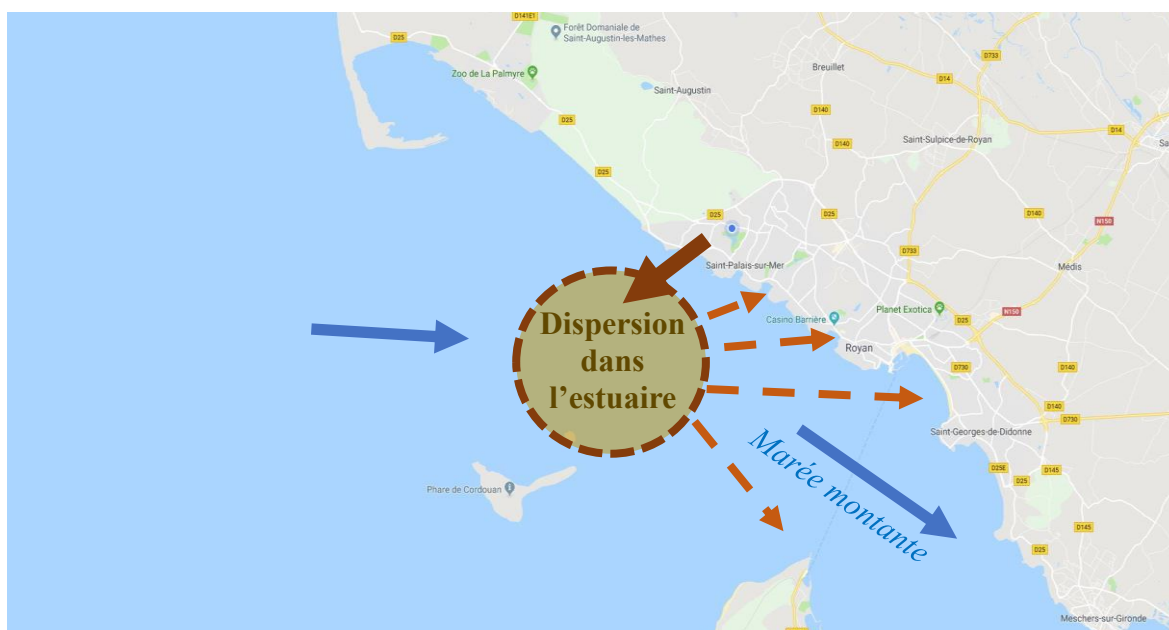 D141E1
Forêt Domaniale de
Saint-Augustin-les-Mathes
D25
D733
Breuillet
Zoo de La Palmyre
D14
Saint-Augustin
D140
D25
D14
D140
Saint-Sulpice-de-Royan
Sa
D25
D140
D25
D25
N150
D733
Saint-Palais-sur-Mer
Médis
Planet Exotica
N150
Casino Barrière
D25
Dispersion
dans
l’estuaire
Royan
D730
D140
D140
D730
Saint-Georges-de-Didonne
Marée montante
D25E
D145
D25
Phare de Cordouan
D145
D25
Meschers-sur-Gironde